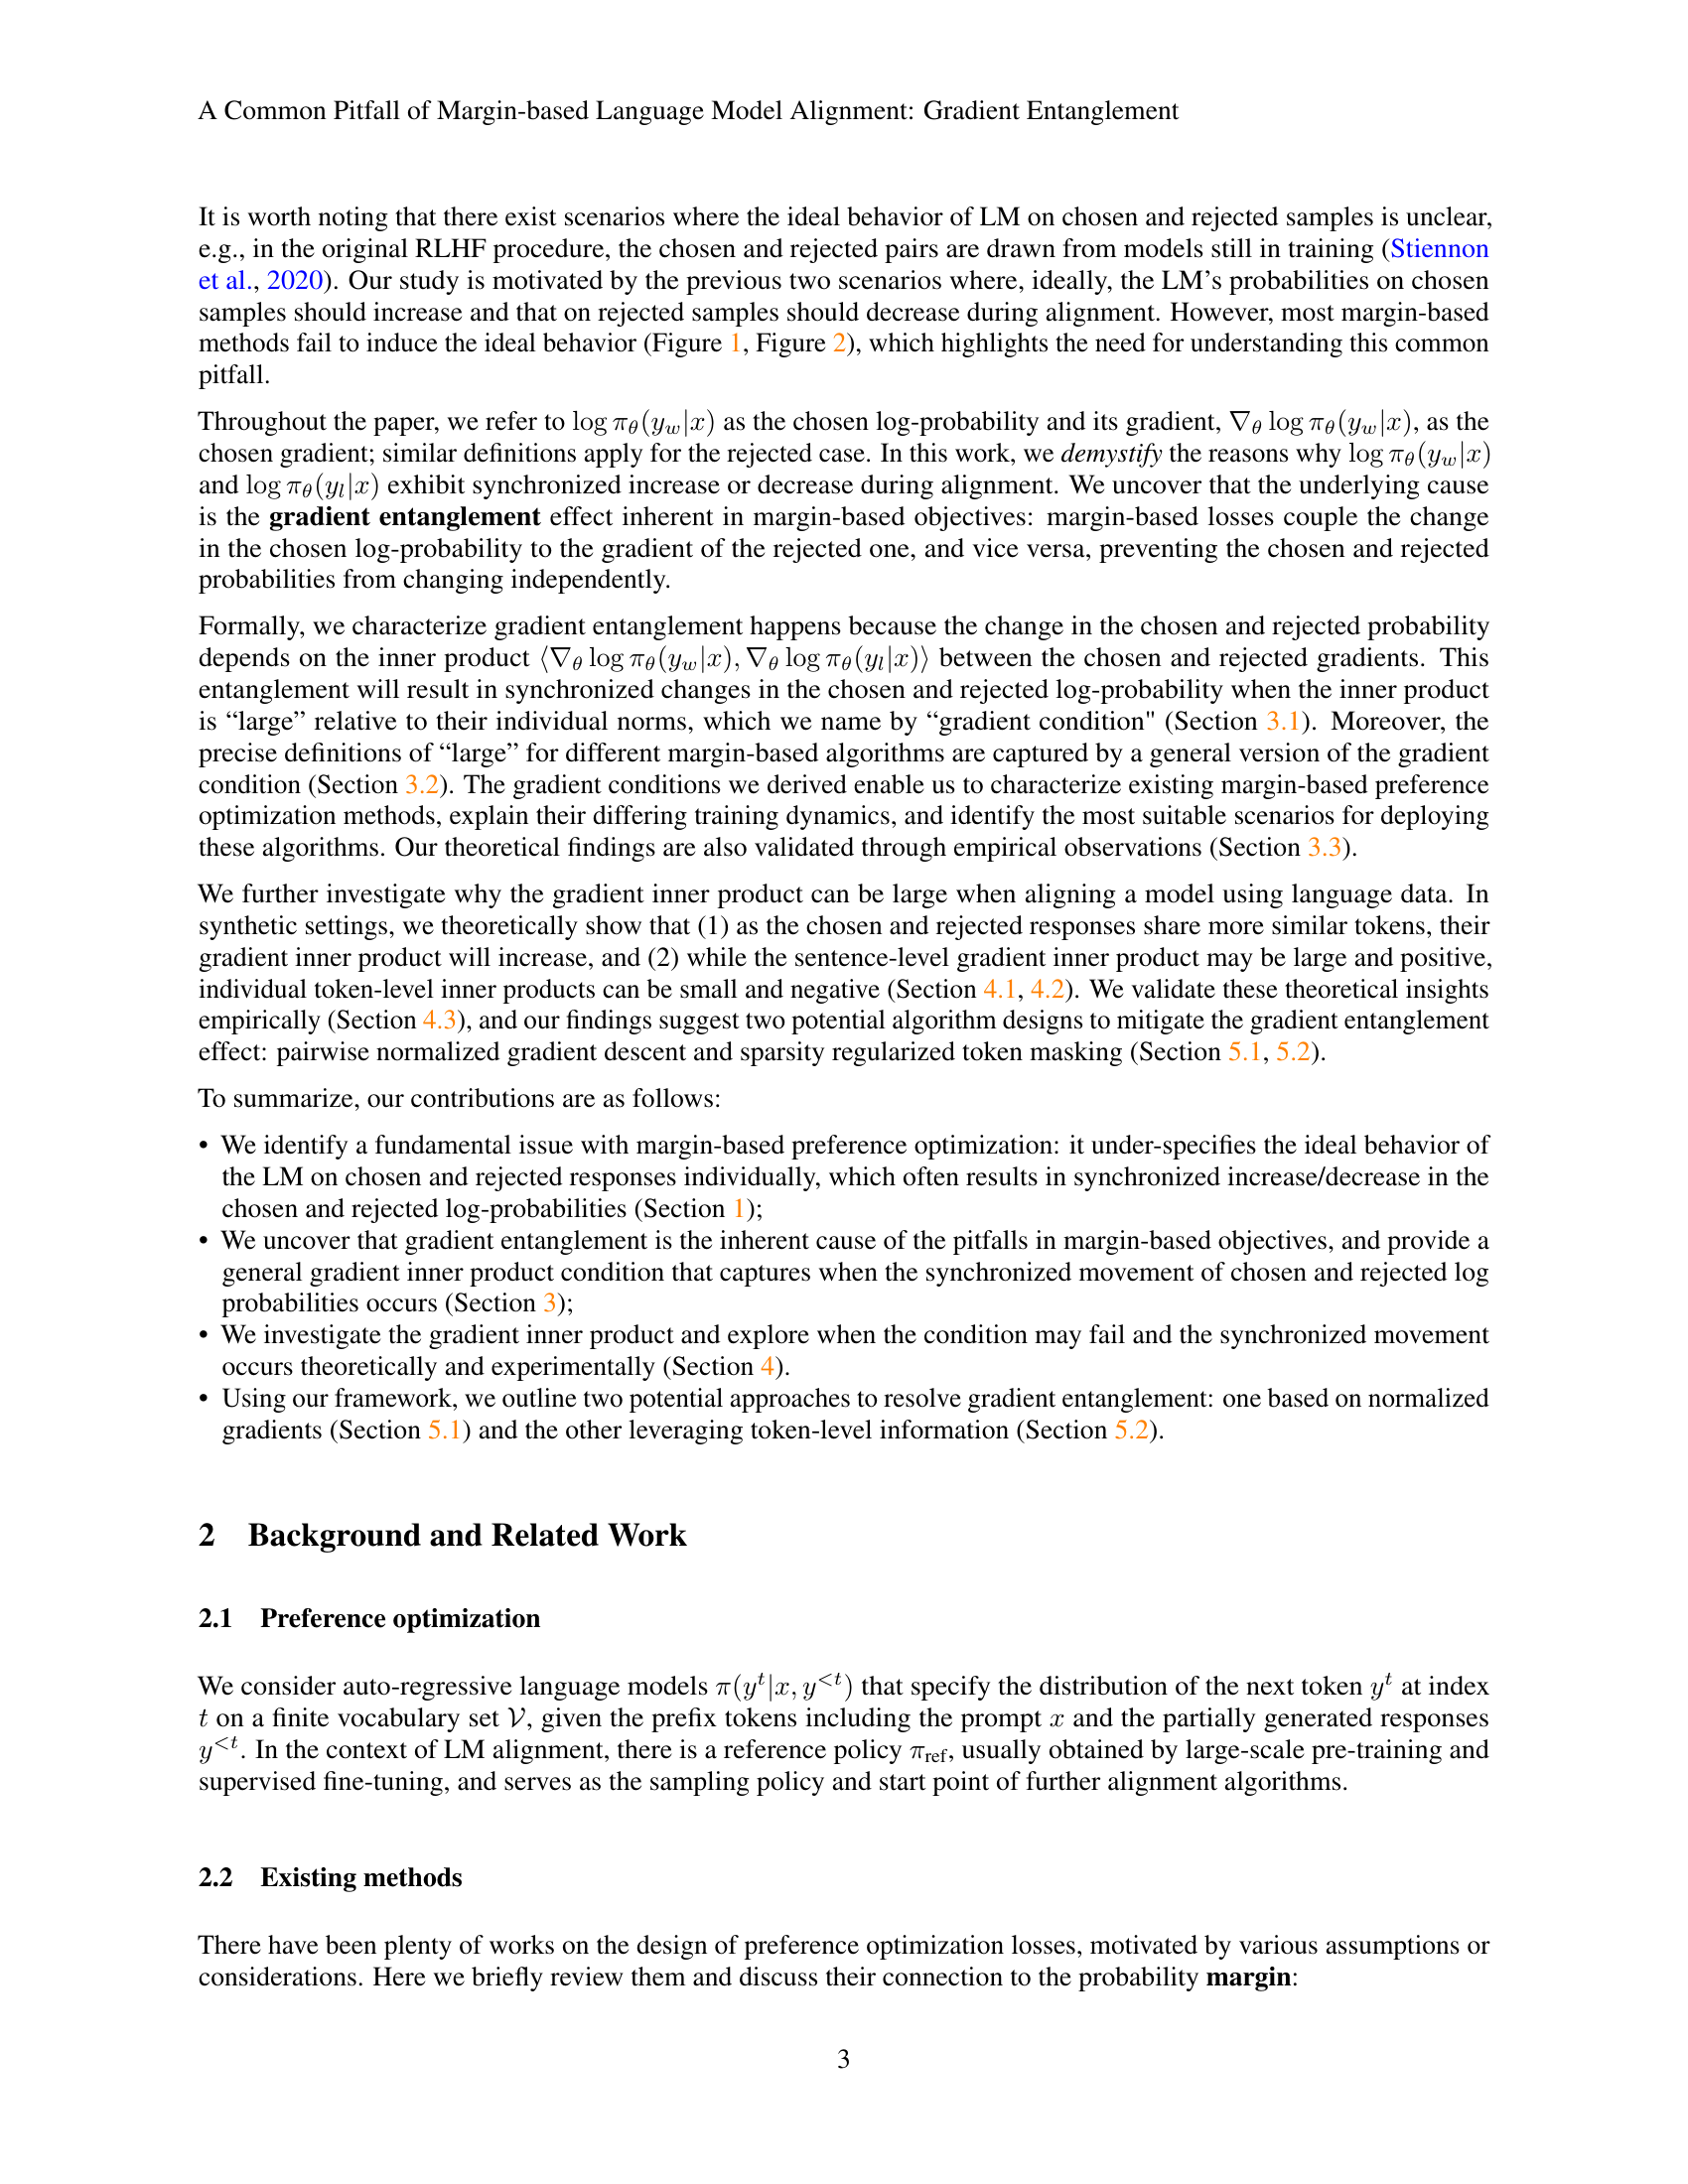 A Common Pitfall of Margin-based Language Model Alignment: Gradient Entanglement
It is worth noting that there exist scenarios where the ideal behavior of LM on chosen and rejected samples is unclear,
e.g., in the original RLHF procedure, the chosen and rejected pairs are drawn from models still in training (Stiennon
et al., 2020). Our study is motivated by the previous two scenarios where, ideally, the LM's probabilities on chosen
samples should increase and that on rejected samples should decrease during alignment. However, most margin-based
methods fail to induce the ideal behavior (Figure 1, Figure 2), which highlights the need for understanding this common
pitfall.
Throughout the paper, we refer to log π_θ(y_w|x) as the chosen log-probability and its gradient, ∇_θ log π_θ(y_w|x), as the
chosen gradient; similar definitions apply for the rejected case. In this work, we demystify the reasons why log π_θ(y_w|x)
and log π_θ(y_l|x) exhibit synchronized increase or decrease during alignment. We uncover that the underlying cause
is the gradient entanglement effect inherent in margin-based objectives: margin-based losses couple the change
in the chosen log-probability to the gradient of the rejected one, and vice versa, preventing the chosen and rejected
probabilities from changing independently.
Formally, we characterize gradient entanglement happens because the change in the chosen and rejected probability
depends on the inner product ⟨∇_θ log π_θ(y_w|x), ∇_θ log π_θ(y_l|x)⟩ between the chosen and rejected gradients. This
entanglement will result in synchronized changes in the chosen and rejected log-probability when the inner product
is “large” relative to their individual norms, which we name by “gradient condition" (Section 3.1). Moreover, the
precise definitions of “large” for different margin-based algorithms are captured by a general version of the gradient
condition (Section 3.2). The gradient conditions we derived enable us to characterize existing margin-based preference
optimization methods, explain their differing training dynamics, and identify the most suitable scenarios for deploying
these algorithms. Our theoretical findings are also validated through empirical observations (Section 3.3).
We further investigate why the gradient inner product can be large when aligning a model using language data. In
synthetic settings, we theoretically show that (1) as the chosen and rejected responses share more similar tokens, their
gradient inner product will increase, and (2) while the sentence-level gradient inner product may be large and positive,
individual token-level inner products can be small and negative (Section 4.1, 4.2). We validate these theoretical insights
empirically (Section 4.3), and our findings suggest two potential algorithm designs to mitigate the gradient entanglement
effect: pairwise normalized gradient descent and sparsity regularized token masking (Section 5.1, 5.2).
To summarize, our contributions are as follows:
• We identify a fundamental issue with margin-based preference optimization: it under-specifies the ideal behavior of
the LM on chosen and rejected responses individually, which often results in synchronized increase/decrease in the
chosen and rejected log-probabilities (Section 1);
• We uncover that gradient entanglement is the inherent cause of the pitfalls in margin-based objectives, and provide a
general gradient inner product condition that captures when the synchronized movement of chosen and rejected log
probabilities occurs (Section 3);
• We investigate the gradient inner product and explore when the condition may fail and the synchronized movement
occurs theoretically and experimentally (Section 4).
• Using our framework, we outline two potential approaches to resolve gradient entanglement: one based on normalized
gradients (Section 5.1) and the other leveraging token-level information (Section 5.2).
2 Background and Related Work
2.1 Preference optimization
We consider auto-regressive language models π(y^t|x, y^{<t}) that specify the distribution of the next token y^t at index
t on a finite vocabulary set 𝒱, given the prefix tokens including the prompt x and the partially generated responses
y^{<t}. In the context of LM alignment, there is a reference policy π_ref, usually obtained by large-scale pre-training and
supervised fine-tuning, and serves as the sampling policy and start point of further alignment algorithms.
2.2 Existing methods
There have been plenty of works on the design of preference optimization losses, motivated by various assumptions or
considerations. Here we briefly review them and discuss their connection to the probability margin:
3